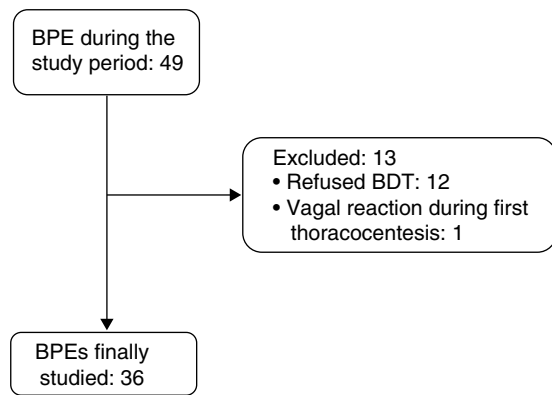 BPE during the
study period: 49
Excluded: 13
• Refused BDT: 12
• Vagal reaction during first
thoracocentesis: 1
BPEs finally
studied: 36